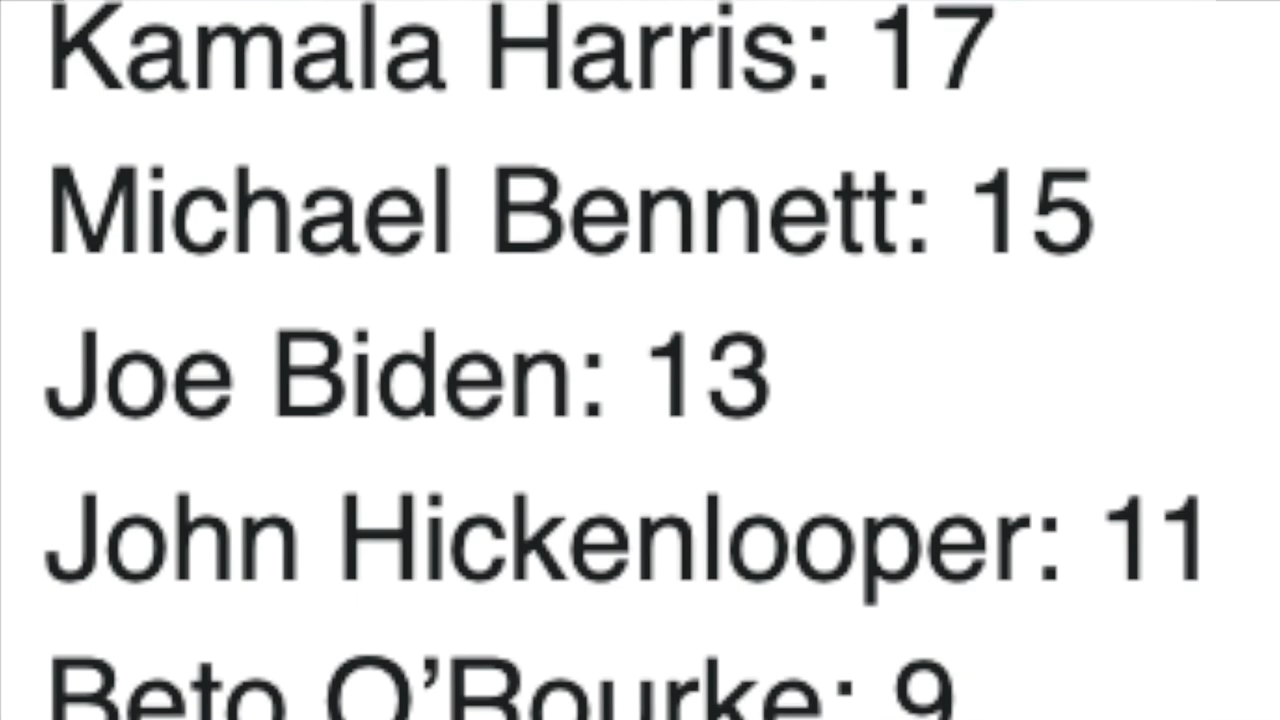 Kamala Harris: 17
Michael Bennett: 15
Joe Biden: 13
John Hickenlooper: 11
Beto O’Rourke: 9